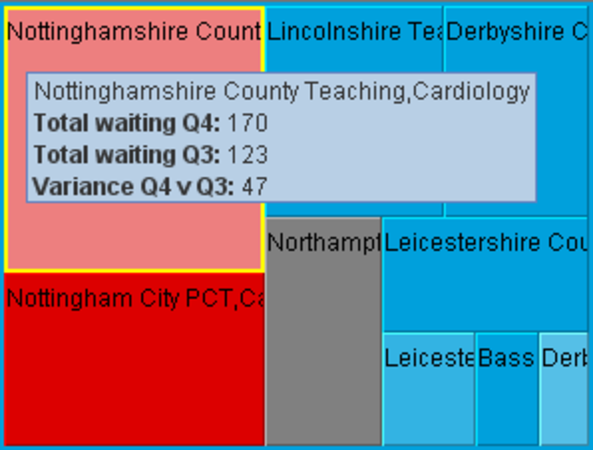 Nottinghamshire Count
Lincolnshire Tea
Derbyshire C
Nottinghamshire County Teaching,Cardiology
Total waiting Q4: 170
Total waiting Q3: 123
Variance Q4 v Q3: 47
Northampt
Leicestershire Cou
Nottingham City PCT,Ca
Leiceste
Bass
Derb